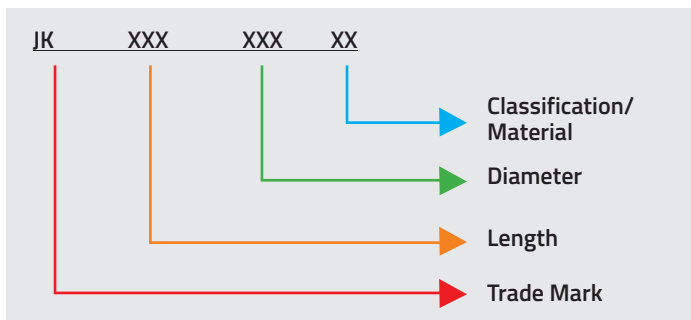 JK XXX XXX XX
Classification/
Material
Diameter
Length
Trade Mark